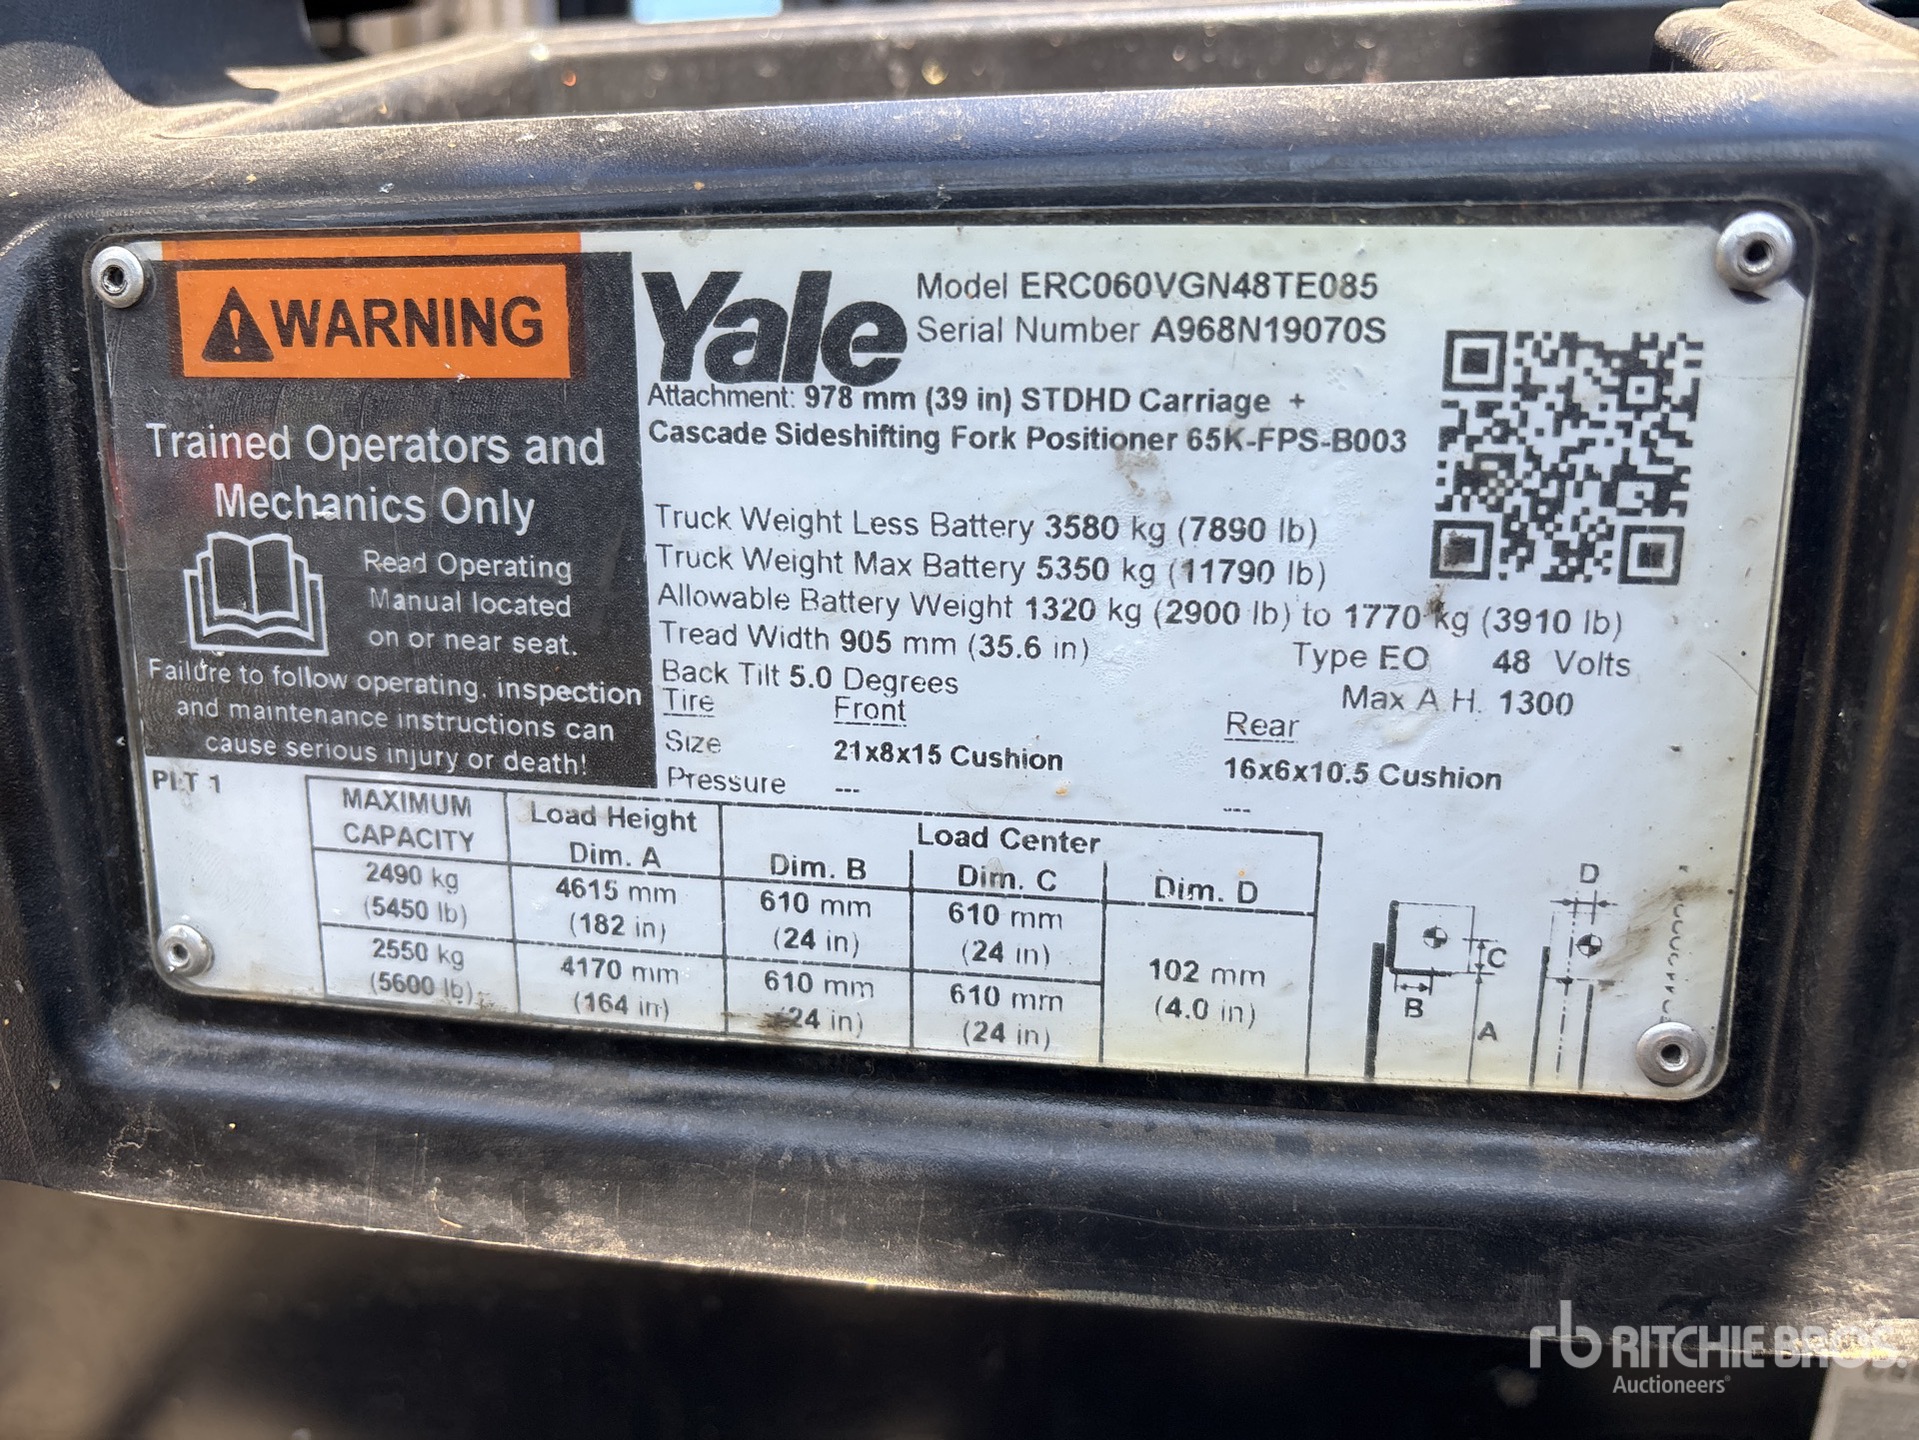 WARNING
Trained Operators and
Mechanics Only
Read Operating
Manual located
on or near seat.
Failure to follow operating, inspection
and maintenance instructions can
cause serious injury or death!
PLT 1
Yale
Model ERC060VGN48TE085
Serial Number A968N19070S
Attachment: 978 mm (39 in) STDHD Carriage +
Cascade Sideshifting Fork Positioner 65K-FPS-B003
Truck Weight Less Battery 3580 kg (7890 lb)
Truck Weight Max Battery 5350 kg (11790 lb)
Allowable Battery Weight 1320 kg (2900 lb) to 1770 kg (3910 lb)
Tread Width 905 mm (35.6 in) Type EO 48 Volts
Back Tilt 5.0 Degrees Max A.H. 1300
Tire Front Rear
Size 21x8x15 Cushion 16x6x10.5 Cushion
Pressure --- ---
MAXIMUM CAPACITY Load Height Dim. A Load Center
Dim. B Dim. C Dim. D
2490 kg 4615 mm 610 mm 610 mm
(5450 lb) (182 in) (24 in) (24 in)
102 mm
(4.0 in)
2550 kg 4170 mm 610 mm 610 mm
(5600 lb) (164 in) (24 in) (24 in)
D
C
B
A
rb RITCHIE BROS.
Auctioneers